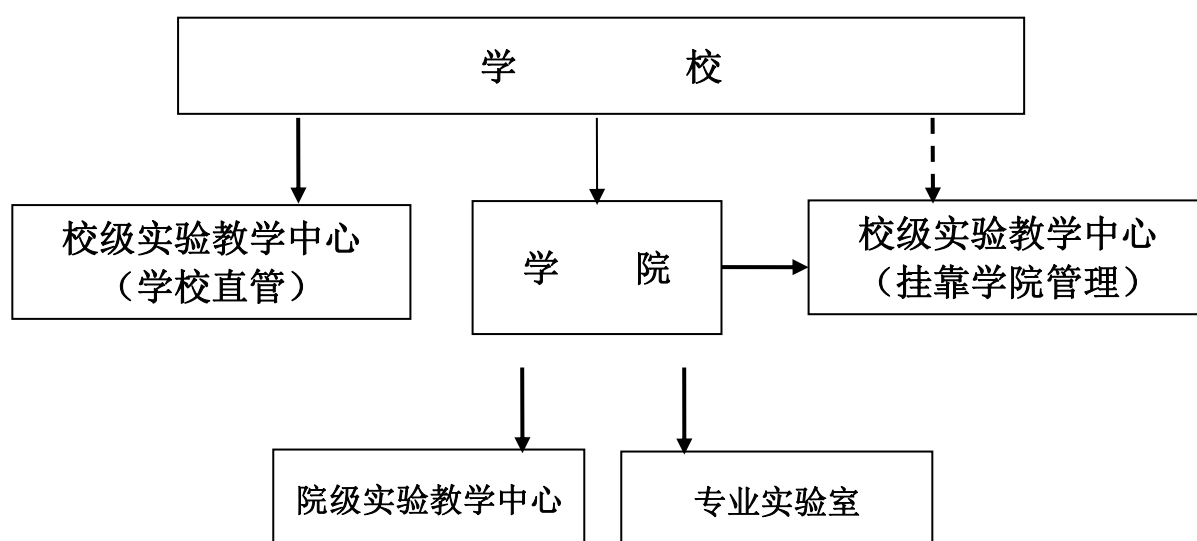 学 校
校级实验教学中心
（学校直管）
学 院
校级实验教学中心
（挂靠学院管理）
院级实验教学中心
专业实验室